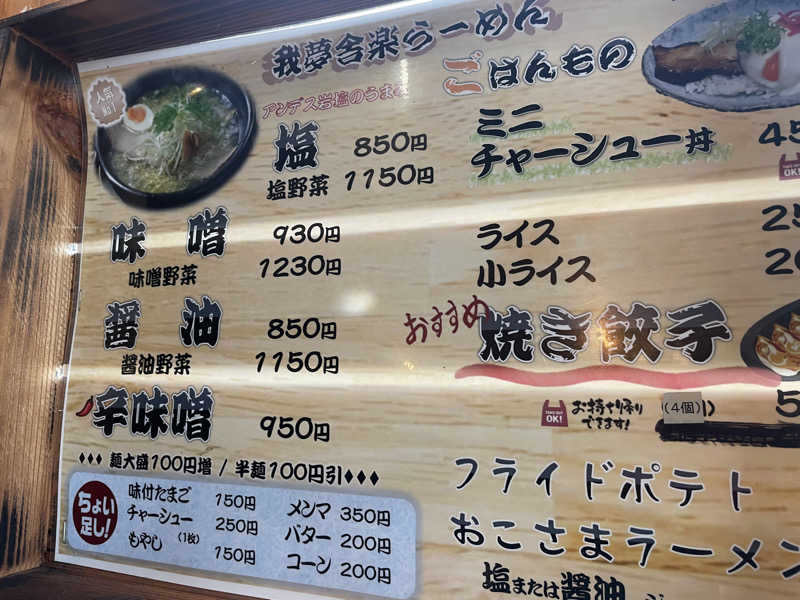 我夢舎楽らーめん
人気
アンデス岩塩のうま
塩 850円
塩野菜 1150円
味噌 930円
味噌野菜 1230円
醤油 850円
醤油野菜 1150円
辛味噌 950円
♦♦♦ 麺大盛100円増 / 半麺100円引 ♦♦♦
ちょい足し!
味付たまご 150円
チャーシュー(1枚) 250円
もやし 150円
メンマ 350円
バター 200円
コーン 200円
ごはんもの
ミニ
チャーシュー丼 45
OK!
ライス 25
小ライス 20
おすすめ
焼き餃子
TAKE OUT OK!
お持ち帰り
できます!
(4個) 5
フライドポテト
おこさまラーメン
塩または醤油